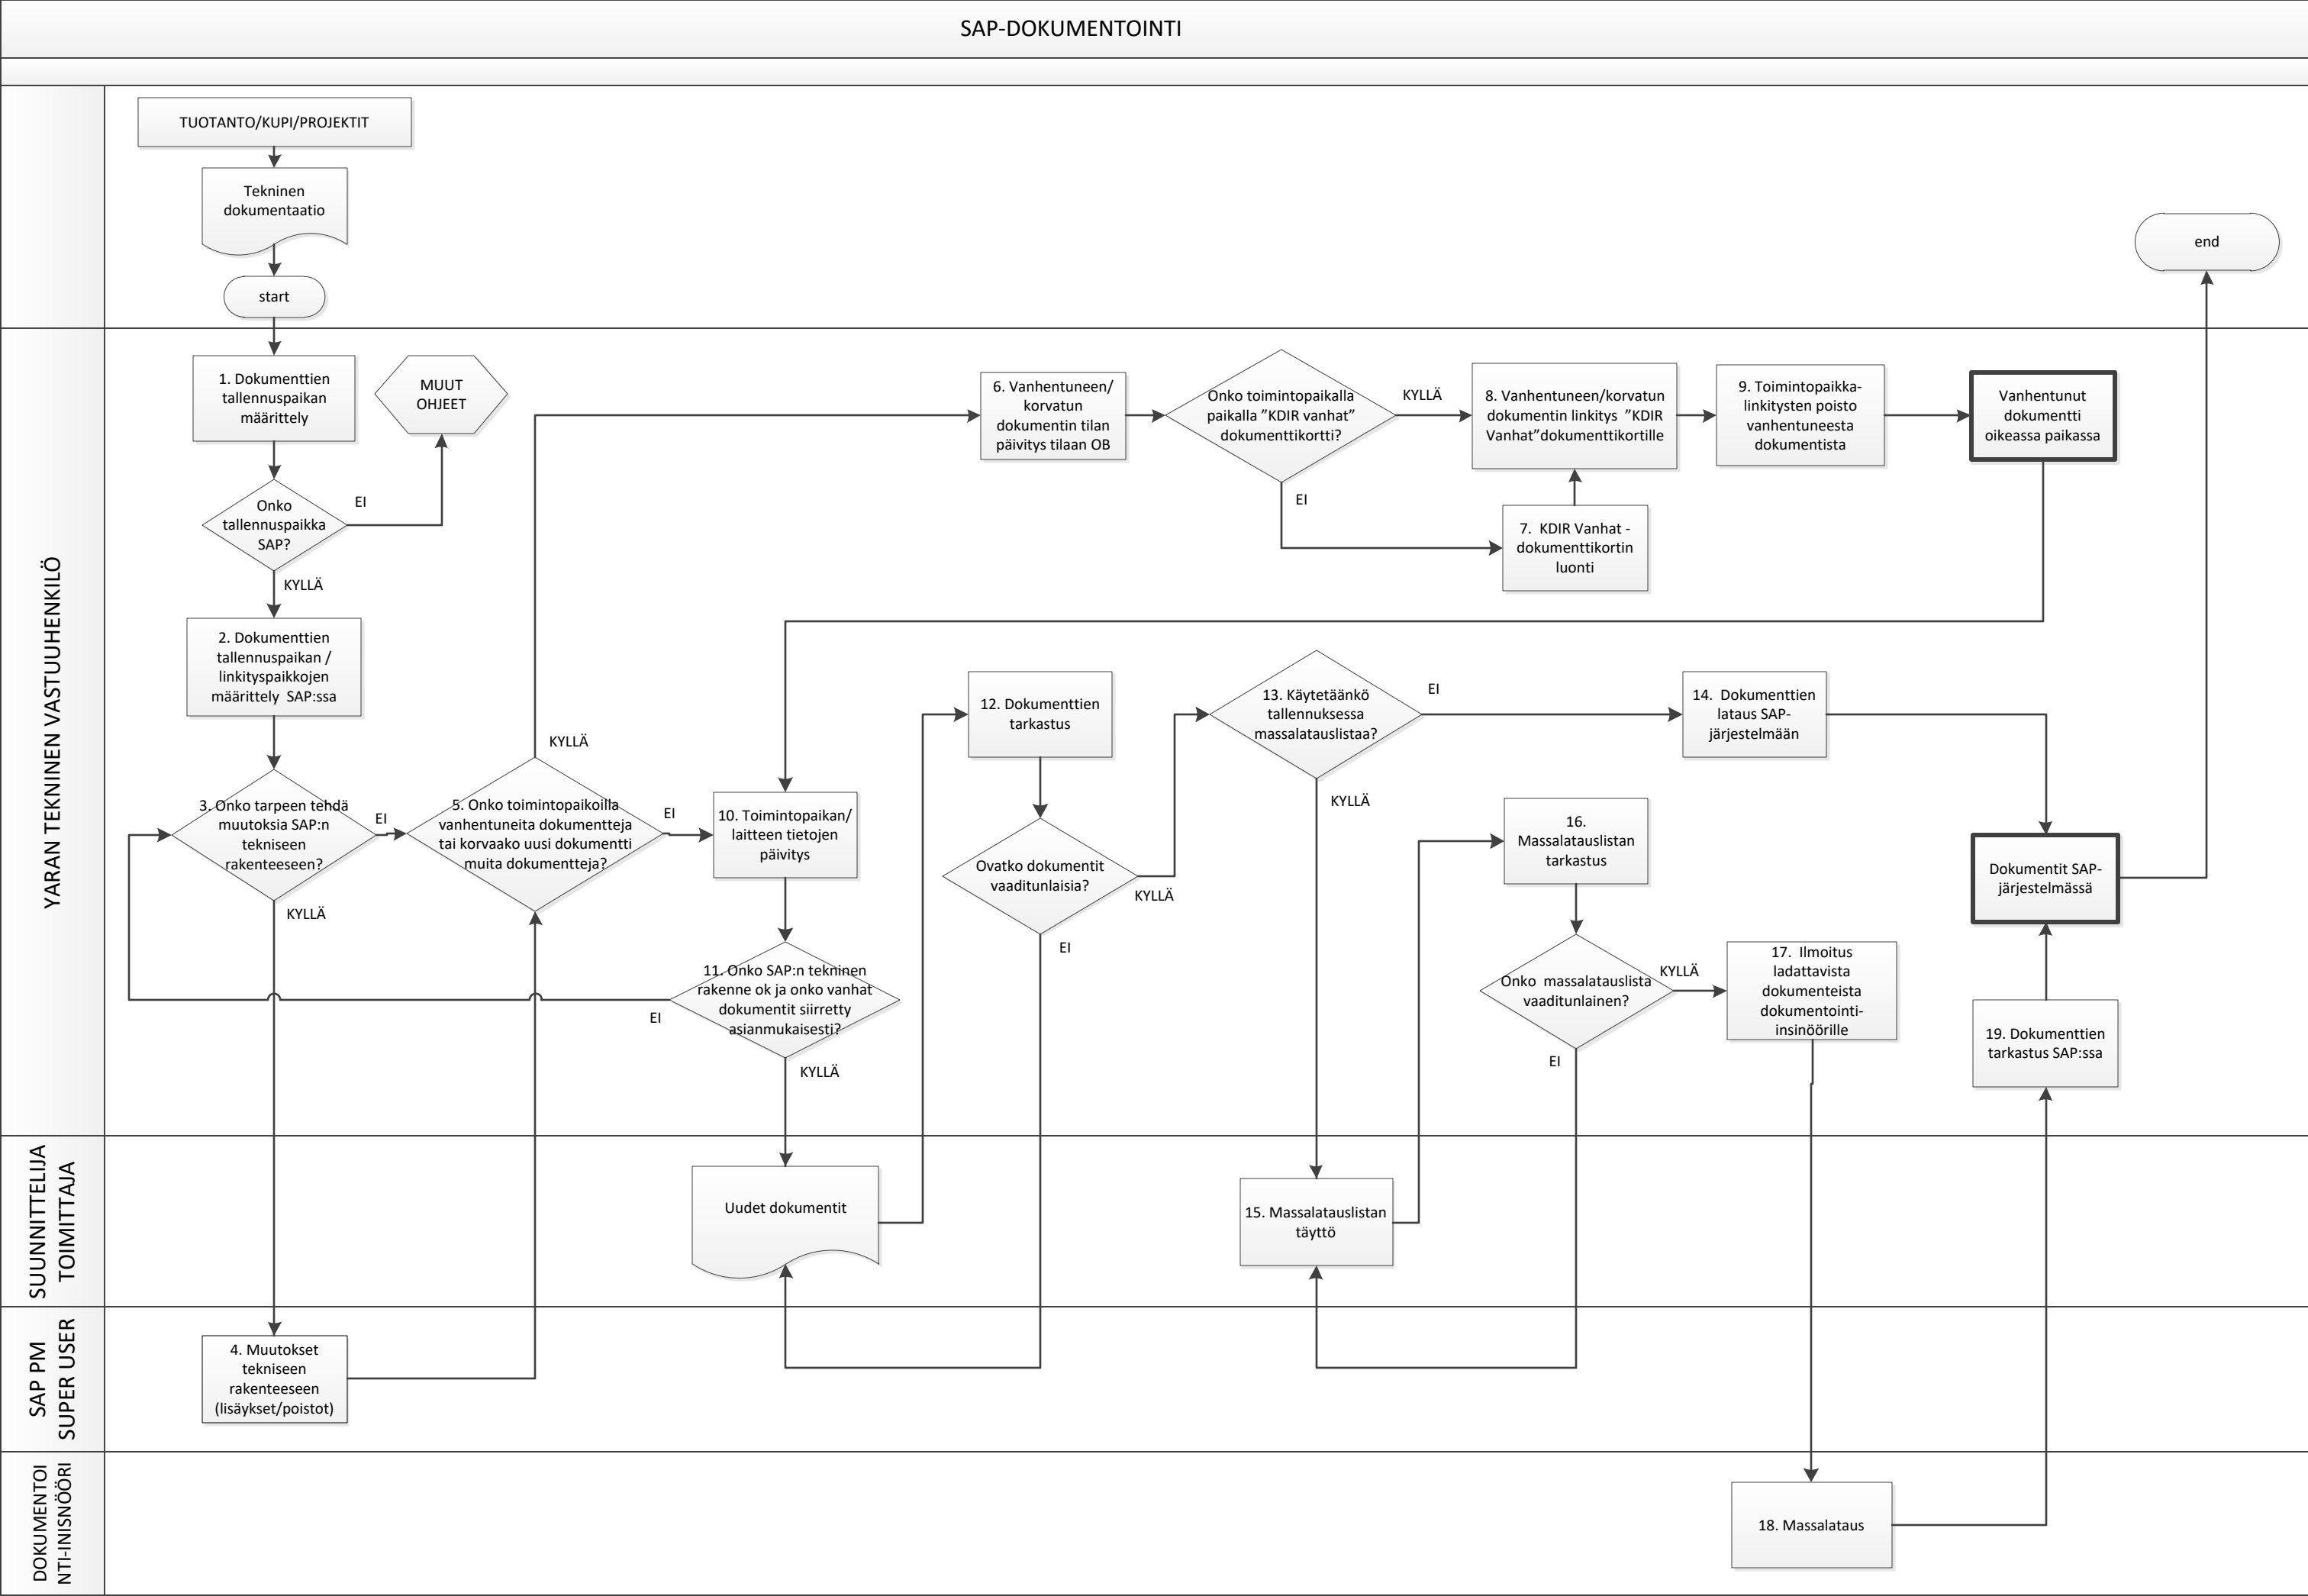 SAP-DOKUMENTOINTI
TUOTANTO/KUPI/PROJEKTIT
Tekninen
dokumentaatio
start
end
YARAN TEKNINEN VASTUUHENKILÖ
1. Dokumenttien
tallennuspaikan
määrittely
MUUT
OHJEET
Onko
tallennuspaikka
SAP?
EI
KYLLÄ
2. Dokumenttien
tallennuspaikan /
linkityspaikkojen
määrittely SAP:ssa
3. Onko tarpeen tehdä
muutoksia SAP:n
tekniseen
rakenteeseen?
EI
KYLLÄ
5. Onko toimintopaikoilla
vanhentuneita dokumentteja
tai korvaako uusi dokumentti
muita dokumentteja?
KYLLÄ
EI
6. Vanhentuneen/
korvatun
dokumentin tilan
päivitys tilaan OB
Onko toimintopaikalla
paikalla ”KDIR vanhat”
dokumenttikortti?
KYLLÄ
EI
7. KDIR Vanhat -
dokumenttikortin
luonti
8. Vanhentuneen/korvatun
dokumentin linkitys ”KDIR
Vanhat”dokumenttikortille
9. Toimintopaikka-
linkitysten poisto
vanhentuneesta
dokumentista
Vanhentunut
dokumentti
oikeassa paikassa
10. Toimintopaikan/
laitteen tietojen
päivitys
11. Onko SAP:n tekninen
rakenne ok ja onko vanhat
dokumentit siirretty
asianmukaisesti?
EI
KYLLÄ
12. Dokumenttien
tarkastus
Ovatko dokumentit
vaaditunlaisia?
KYLLÄ
EI
13. Käytetäänkö
tallennuksessa
massalatauslistaa?
EI
KYLLÄ
14. Dokumenttien
lataus SAP-
järjestelmään
16.
Massalatauslistan
tarkastus
Onko massalatauslista
vaaditunlainen?
KYLLÄ
EI
17. Ilmoitus
ladattavista
dokumenteista
dokumentointi-
insinöörille
Dokumentit SAP-
järjestelmässä
19. Dokumenttien
tarkastus SAP:ssa
SUUNNITTELIJA
TOIMITTAJA
Uudet dokumentit
15. Massalatauslistan
täyttö
SAP PM
SUPER USER
4. Muutokset
tekniseen
rakenteeseen
(lisäykset/poistot)
DOKUMENTOI
NTI-INISNÖÖRI
18. Massalataus